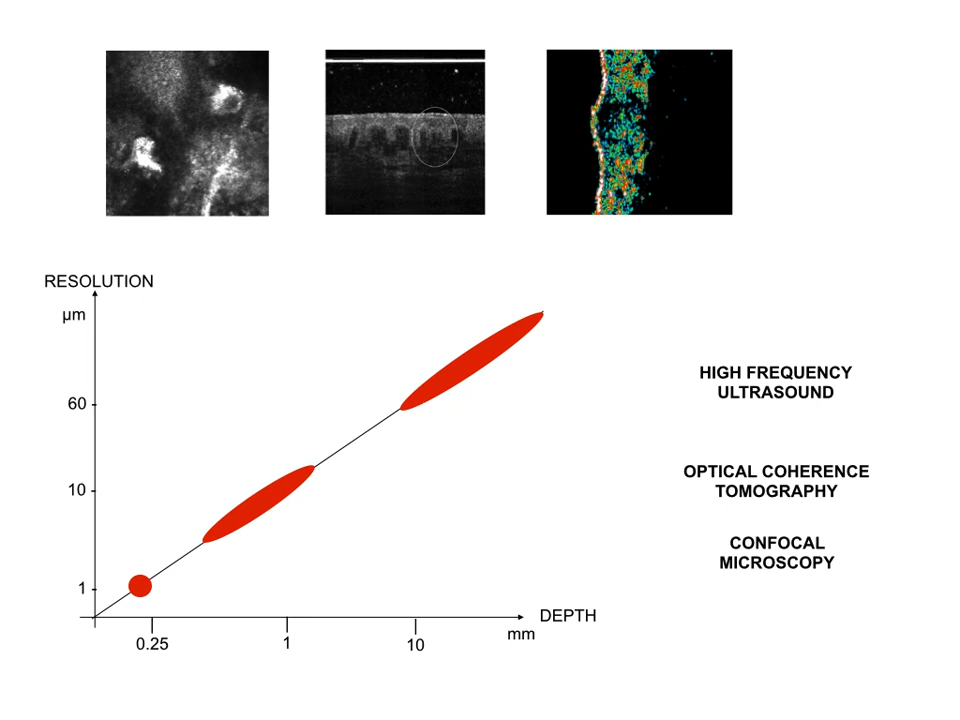 RESOLUTION
µm
60
10
1
0.25
1
10
DEPTH
mm
HIGH FREQUENCY
ULTRASOUND
OPTICAL COHERENCE
TOMOGRAPHY
CONFOCAL
MICROSCOPY